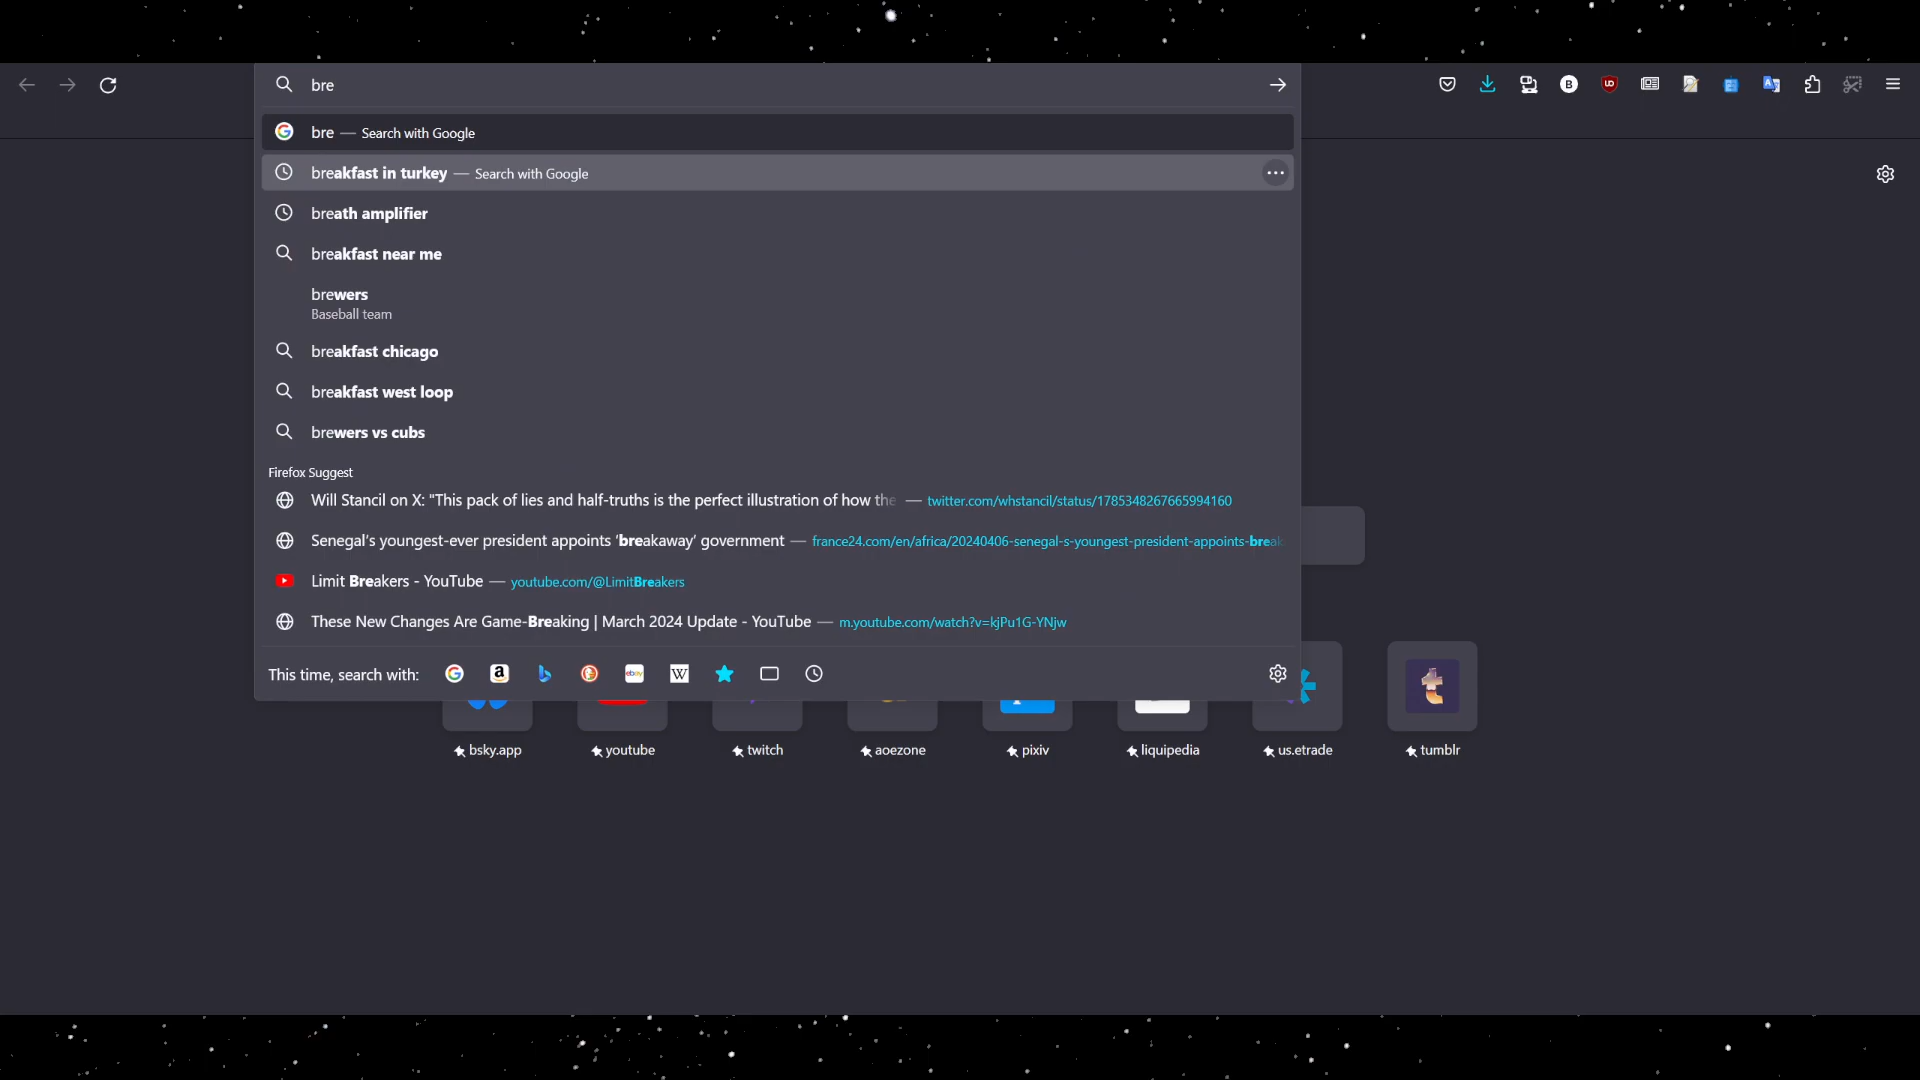 bre
bre — Search with Google
breakfast in turkey — Search with Google
breath amplifier
breakfast near me
brewers
Baseball team
breakfast chicago
breakfast west loop
brewers vs cubs
Firefox Suggest
Will Stancil on X: "This pack of lies and half-truths is the perfect illustration of how the — twitter.com/whstancil/status/1785348267665994160
Senegal's youngest-ever president appoints 'breakaway' government — france24.com/en/africa/20240406-senegal-s-youngest-president-appoints-break
Limit Breakers - YouTube — youtube.com/@LimitBreakers
These New Changes Are Game-Breaking | March 2024 Update - YouTube — m.youtube.com/watch?v=kjPu1G-YNjw
This time, search with:
bsky.app youtube twitch aoezone pixiv liquipedia us.etrade tumblr